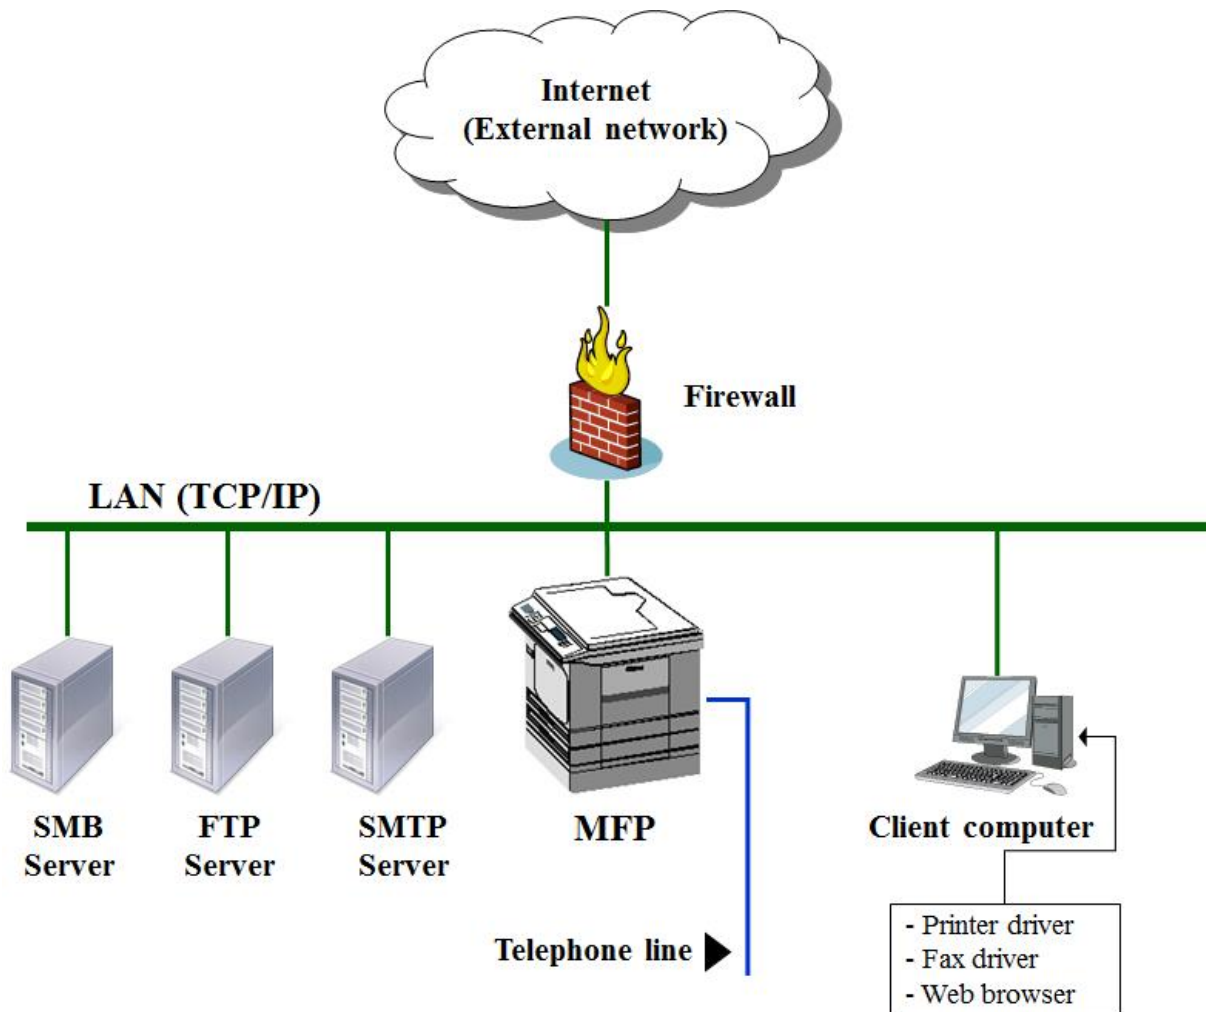 Internet
(External network)
Firewall
LAN (TCP/IP)
SMB
Server
FTP
Server
SMTP
Server
MFP
Client computer
Telephone line
- Printer driver
- Fax driver
- Web browser